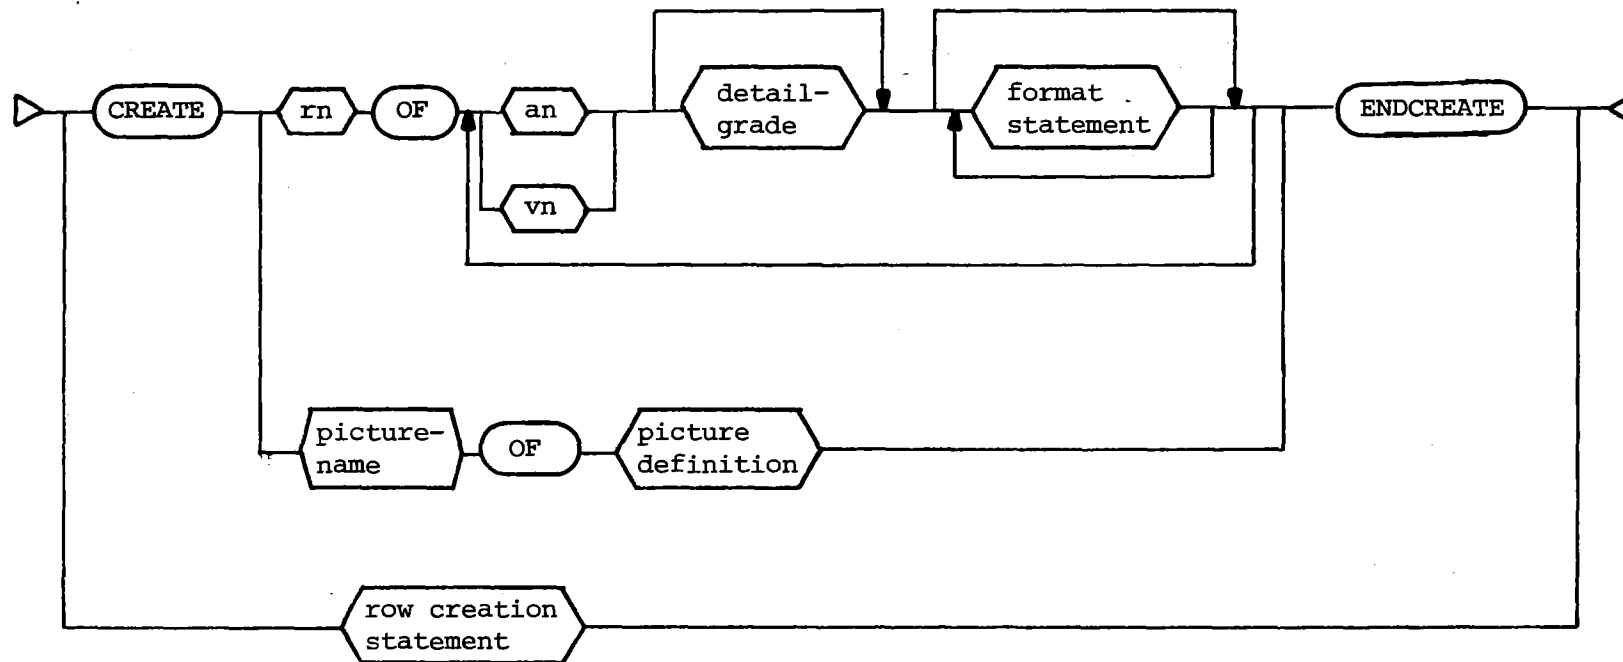 CREATE rn OF an detail-
grade format
statement ENDCREATE
vn
picture-
name OF picture
definition
row creation
statement